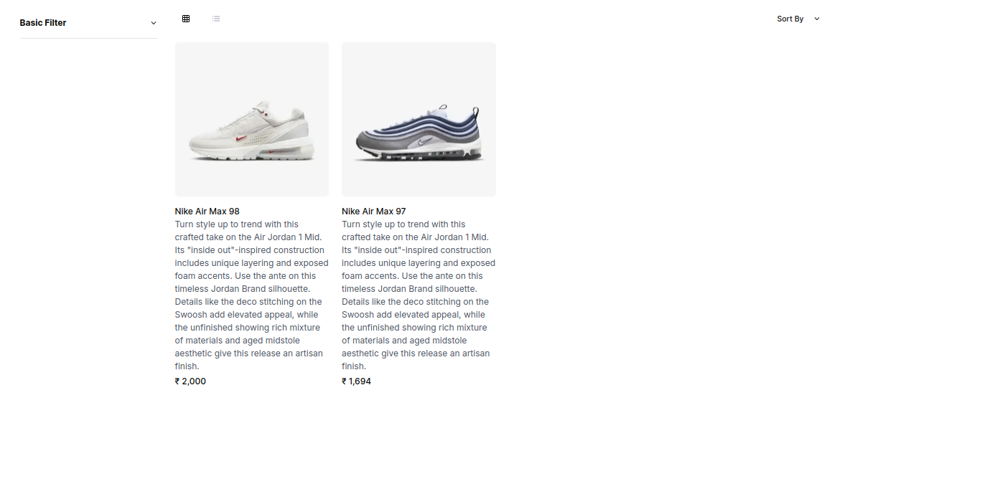 Basic Filter
Sort By
Nike Air Max 98
Turn style up to trend with this
crafted take on the Air Jordan 1 Mid.
Its "inside out"-inspired construction
includes unique layering and exposed
foam accents. Use the ante on this
timeless Jordan Brand silhouette.
Details like the deco stitching on the
Swoosh add elevated appeal, while
the unfinished showing rich mixture
of materials and aged midstole
aesthetic give this release an artisan
finish.
₹ 2,000
Nike Air Max 97
Turn style up to trend with this
crafted take on the Air Jordan 1 Mid.
Its "inside out"-inspired construction
includes unique layering and exposed
foam accents. Use the ante on this
timeless Jordan Brand silhouette.
Details like the deco stitching on the
Swoosh add elevated appeal, while
the unfinished showing rich mixture
of materials and aged midstole
aesthetic give this release an artisan
finish.
₹ 1,694